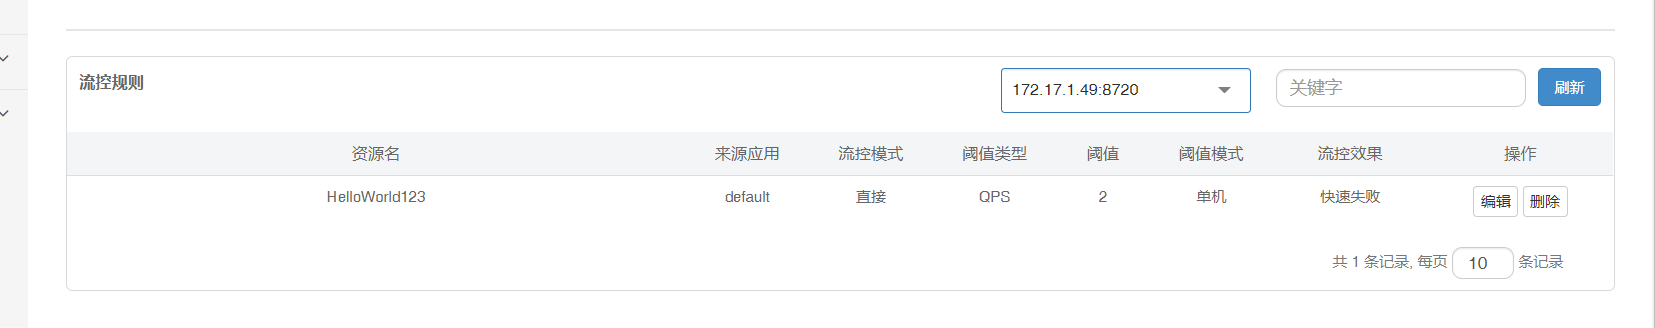 流控规则 172.17.1.49:8720 关键字 刷新
资源名 来源应用 流控模式 阈值类型 阈值 阈值模式 流控效果 操作
HelloWorld123 default 直接 QPS 2 单机 快速失败 编辑 删除
共 1 条记录, 每页 10 条记录